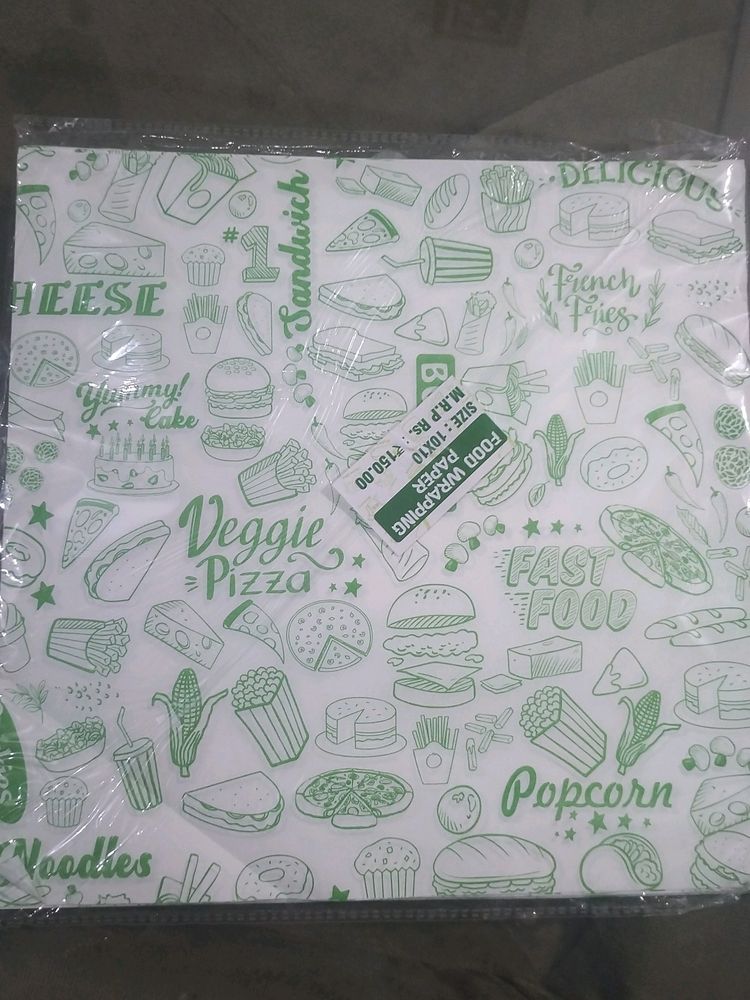 DELICIOUS
#1
Sandwich
HEESE
French
Fries
Yummy!
Cake
SIZE : 10X10
M.R.P Rs: ₹150.00
FOOD WRAPPING
PAPER
Veggie
Pizza
FAST
FOOD
Popcorn
Noodles